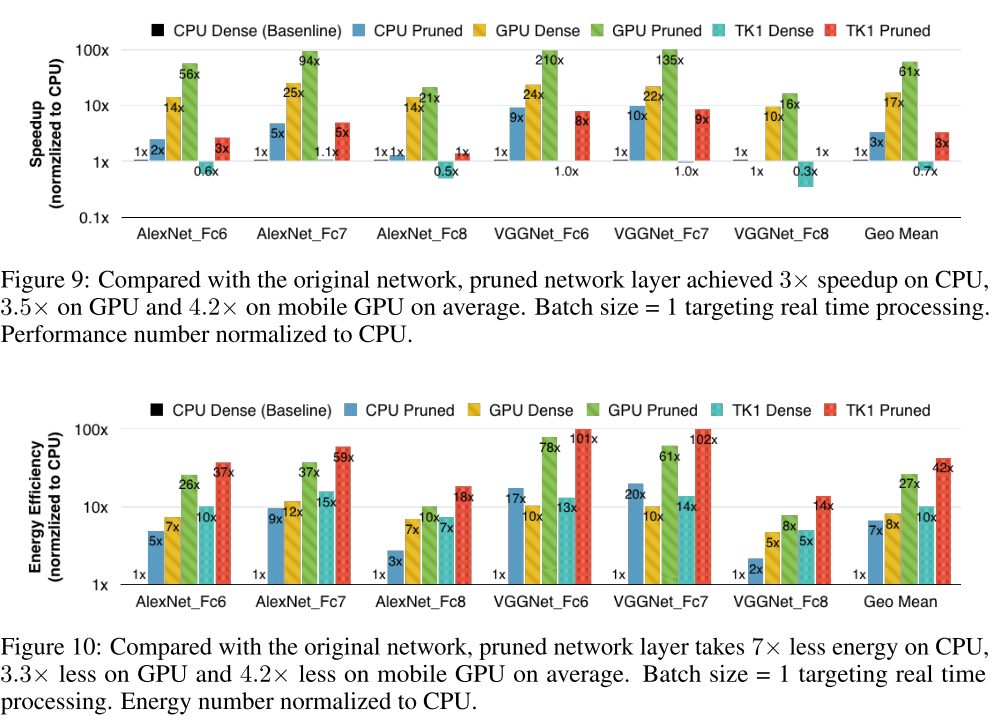 CPU Dense (Basenline) CPU Pruned GPU Dense GPU Pruned TK1 Dense TK1 Pruned
Speedup
(normzlized to CPU)
100x
10x
1x
0.1x
1x 2x 14x 56x 0.6x 3x
1x 5x 25x 94x 1.1x 5x
1x 1x 14x 21x 0.5x 1x
1x 9x 24x 210x 1.0x 8x
1x 10x 22x 135x 1.0x 9x
1x 1x 10x 16x 0.3x 1x
1x 3x 17x 61x 0.7x 3x
AlexNet_Fc6 AlexNet_Fc7 AlexNet_Fc8 VGGNet_Fc6 VGGNet_Fc7 VGGNet_Fc8 Geo Mean
Figure 9: Compared with the original network, pruned network layer achieved 3× speedup on CPU,
3.5× on GPU and 4.2× on mobile GPU on average. Batch size = 1 targeting real time processing.
Performance number normalized to CPU.
CPU Dense (Baseline) CPU Pruned GPU Dense GPU Pruned TK1 Dense TK1 Pruned
Energy Efficiency
(normzlized to CPU)
100x
10x
1x
1x 5x 7x 26x 10x 37x
1x 9x 12x 37x 15x 59x
1x 3x 7x 10x 7x 18x
1x 17x 10x 78x 13x 101x
1x 20x 10x 61x 14x 102x
1x 2x 5x 8x 5x 14x
1x 7x 8x 27x 10x 42x
AlexNet_Fc6 AlexNet_Fc7 AlexNet_Fc8 VGGNet_Fc6 VGGNet_Fc7 VGGNet_Fc8 Geo Mean
Figure 10: Compared with the original network, pruned network layer takes 7× less energy on CPU,
3.3× less on GPU and 4.2× less on mobile GPU on average. Batch size = 1 targeting real time
processing. Energy number normalized to CPU.